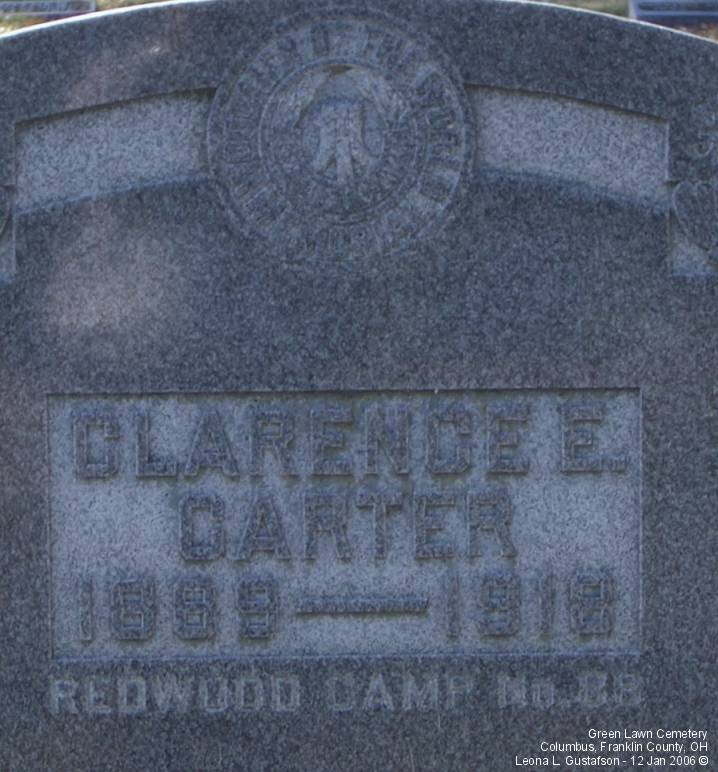 CLARENCE E.
CARTER
1889 — 1918
REDWOOD CAMP No.
Green Lawn Cemetery
Columbus, Franklin County, OH
Leona L. Gustafson - 12 Jan 2006 ©